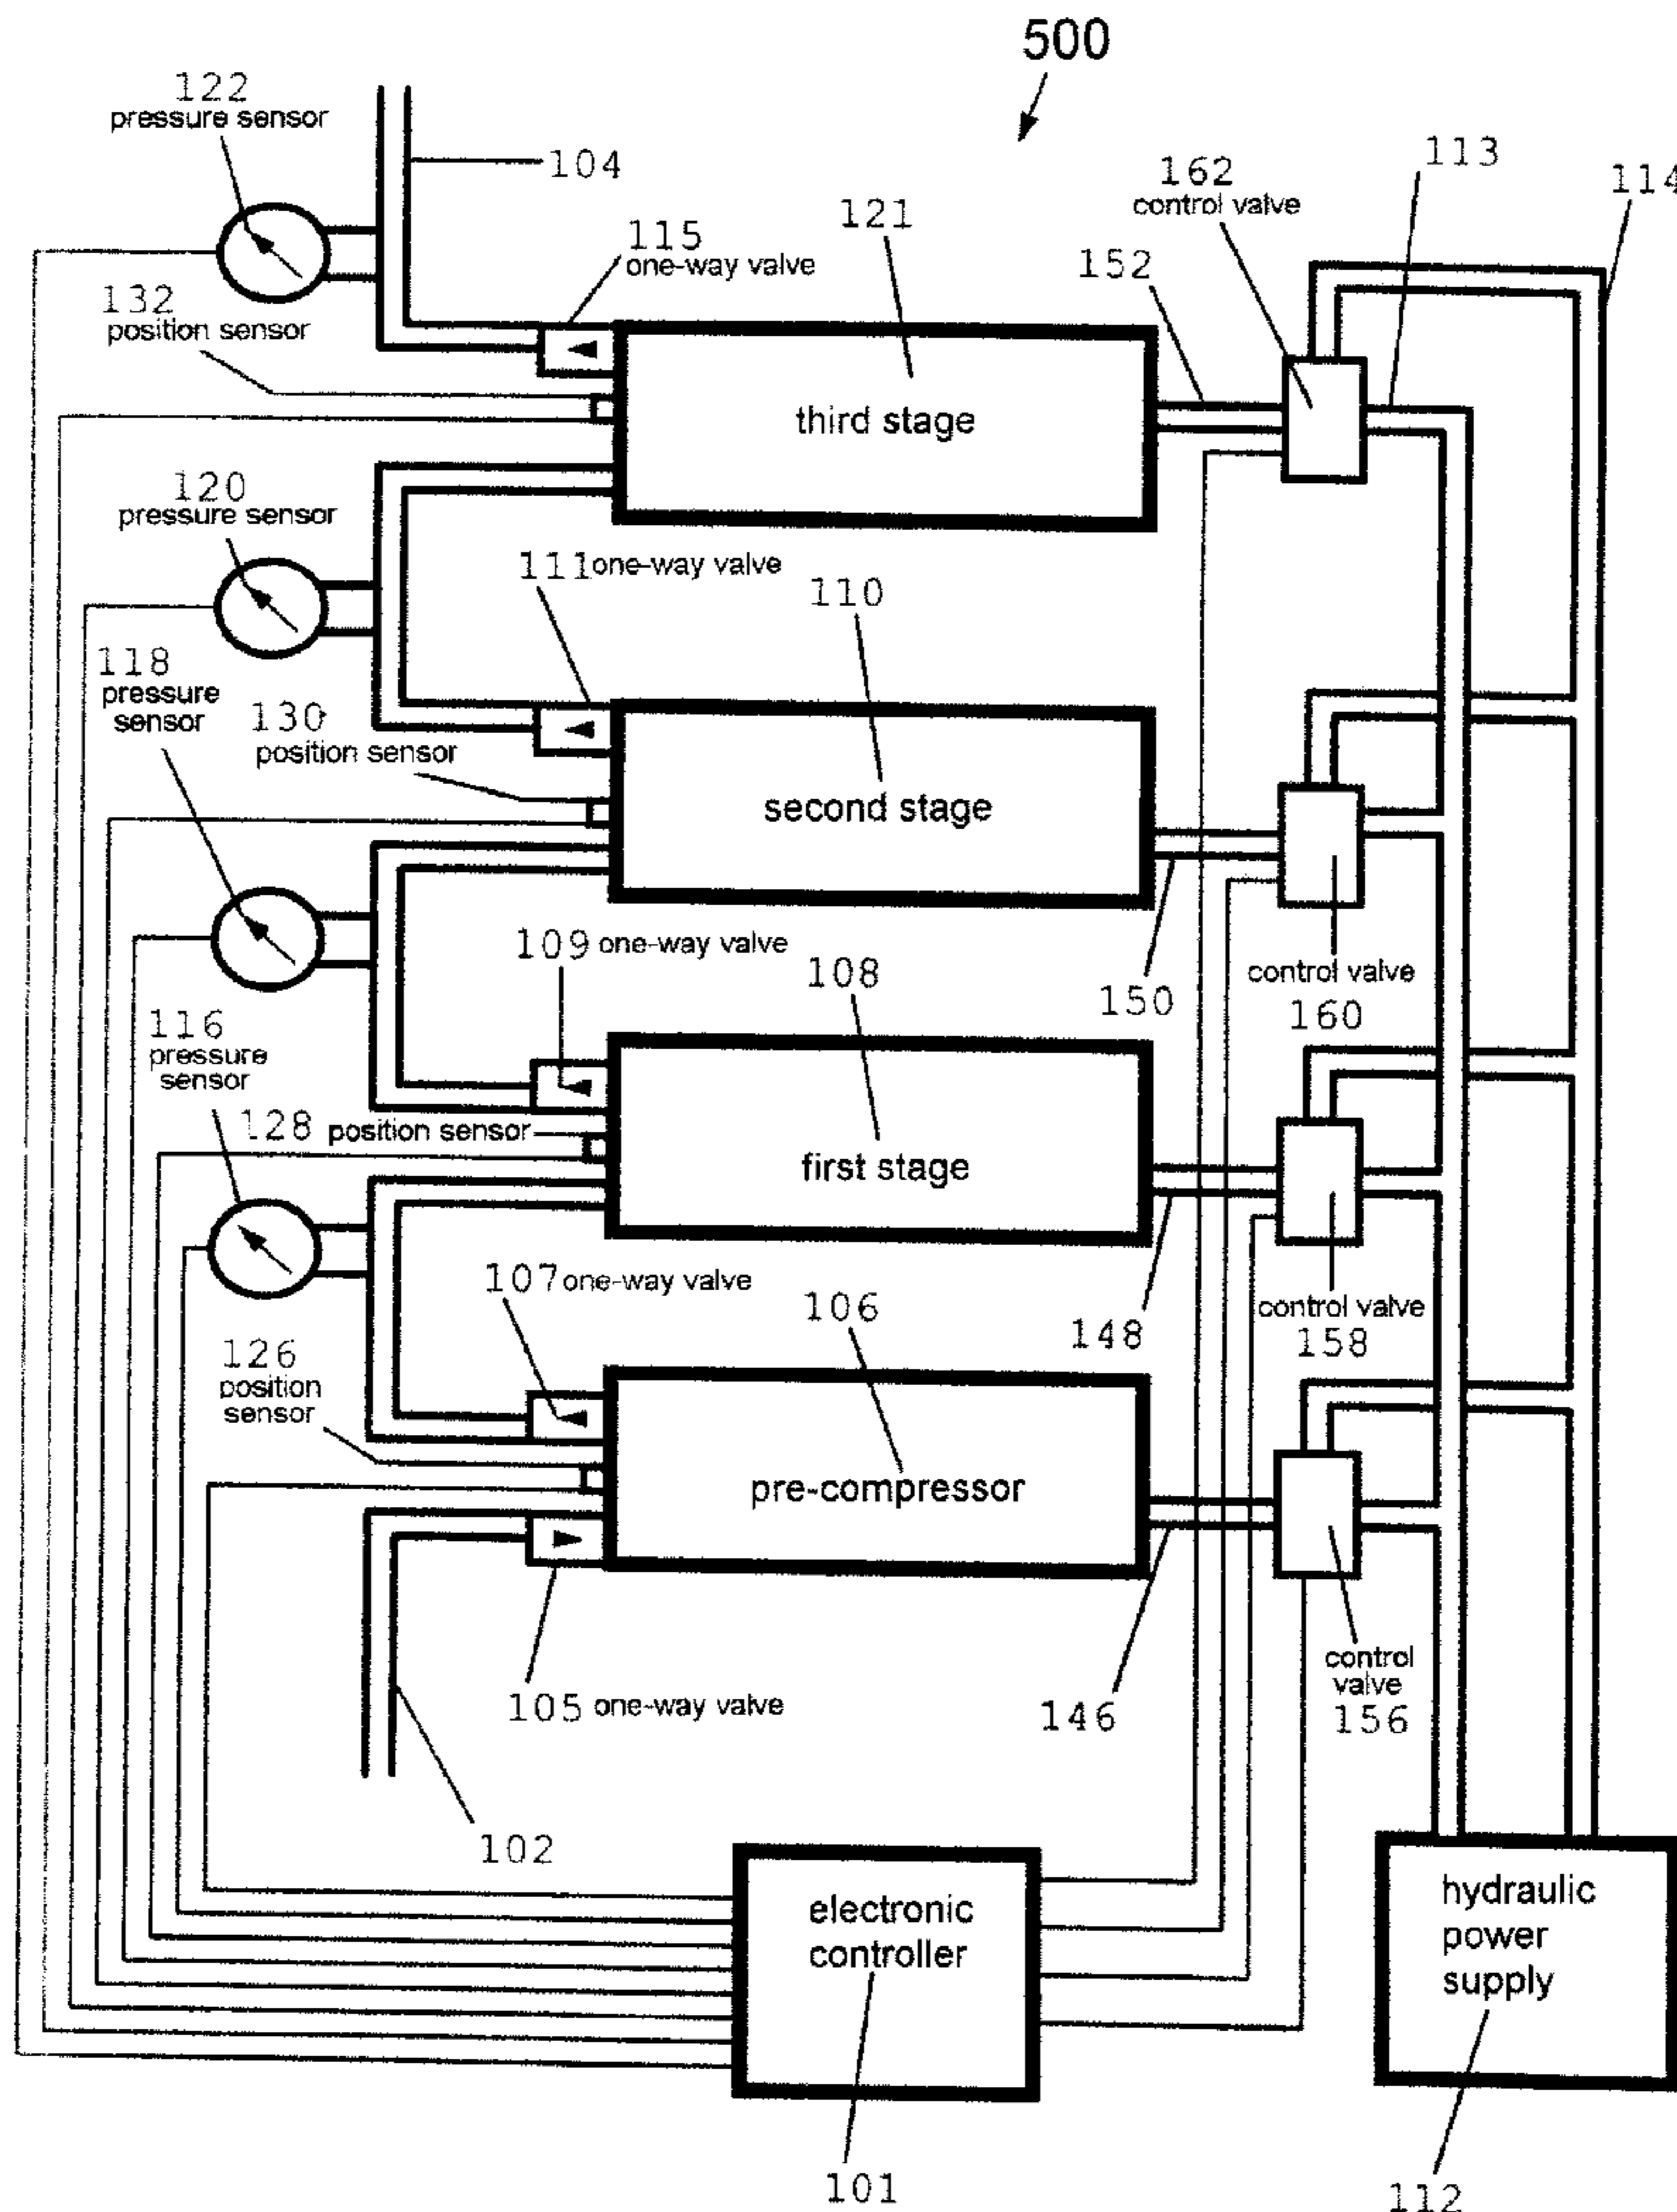 500
122
pressure sensor
104
113
162
control valve
114
121
115
one-way valve
152
132
position sensor
third stage
120
pressure sensor
111 one-way valve
110
118
pressure
sensor
130
position sensor
second stage
109 one-way valve
108
control valve
160
150
116
pressure
sensor
128 position sensor
first stage
107 one-way valve
106
148
control valve
158
126
position
sensor
pre-compressor
105 one-way valve
146
control
valve
156
102
electronic
controller
hydraulic
power
supply
101
112